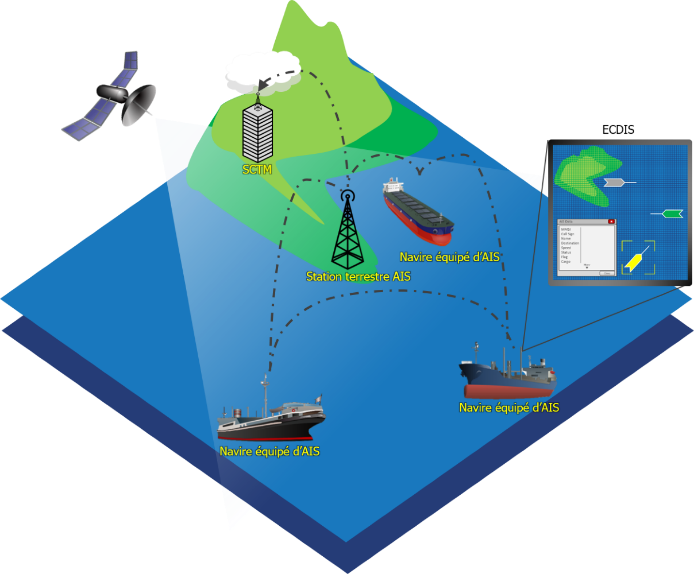 ECDIS
SCTM
Navire équipé d'AIS
Station terrestre AIS
Navire équipé d'AIS
Navire équipé d'AIS